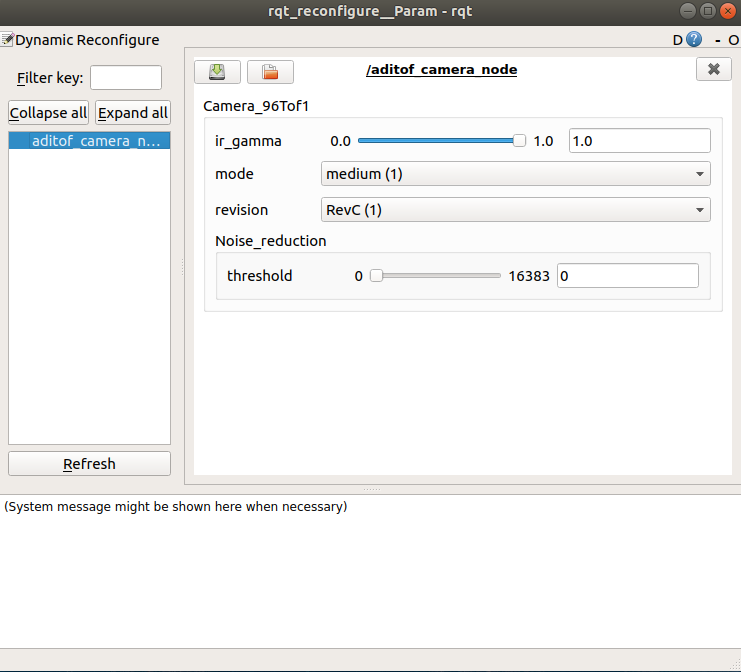 rqt_reconfigure__Param - rqt
Dynamic Reconfigure
D ? - O
Filter key:
Collapse all Expand all
aditof_camera_n...
Refresh
/aditof_camera_node
Camera_96Tof1
ir_gamma 0.0 1.0 1.0
mode medium (1)
revision RevC (1)
Noise_reduction
threshold 0 16383 0
(System message might be shown here when necessary)